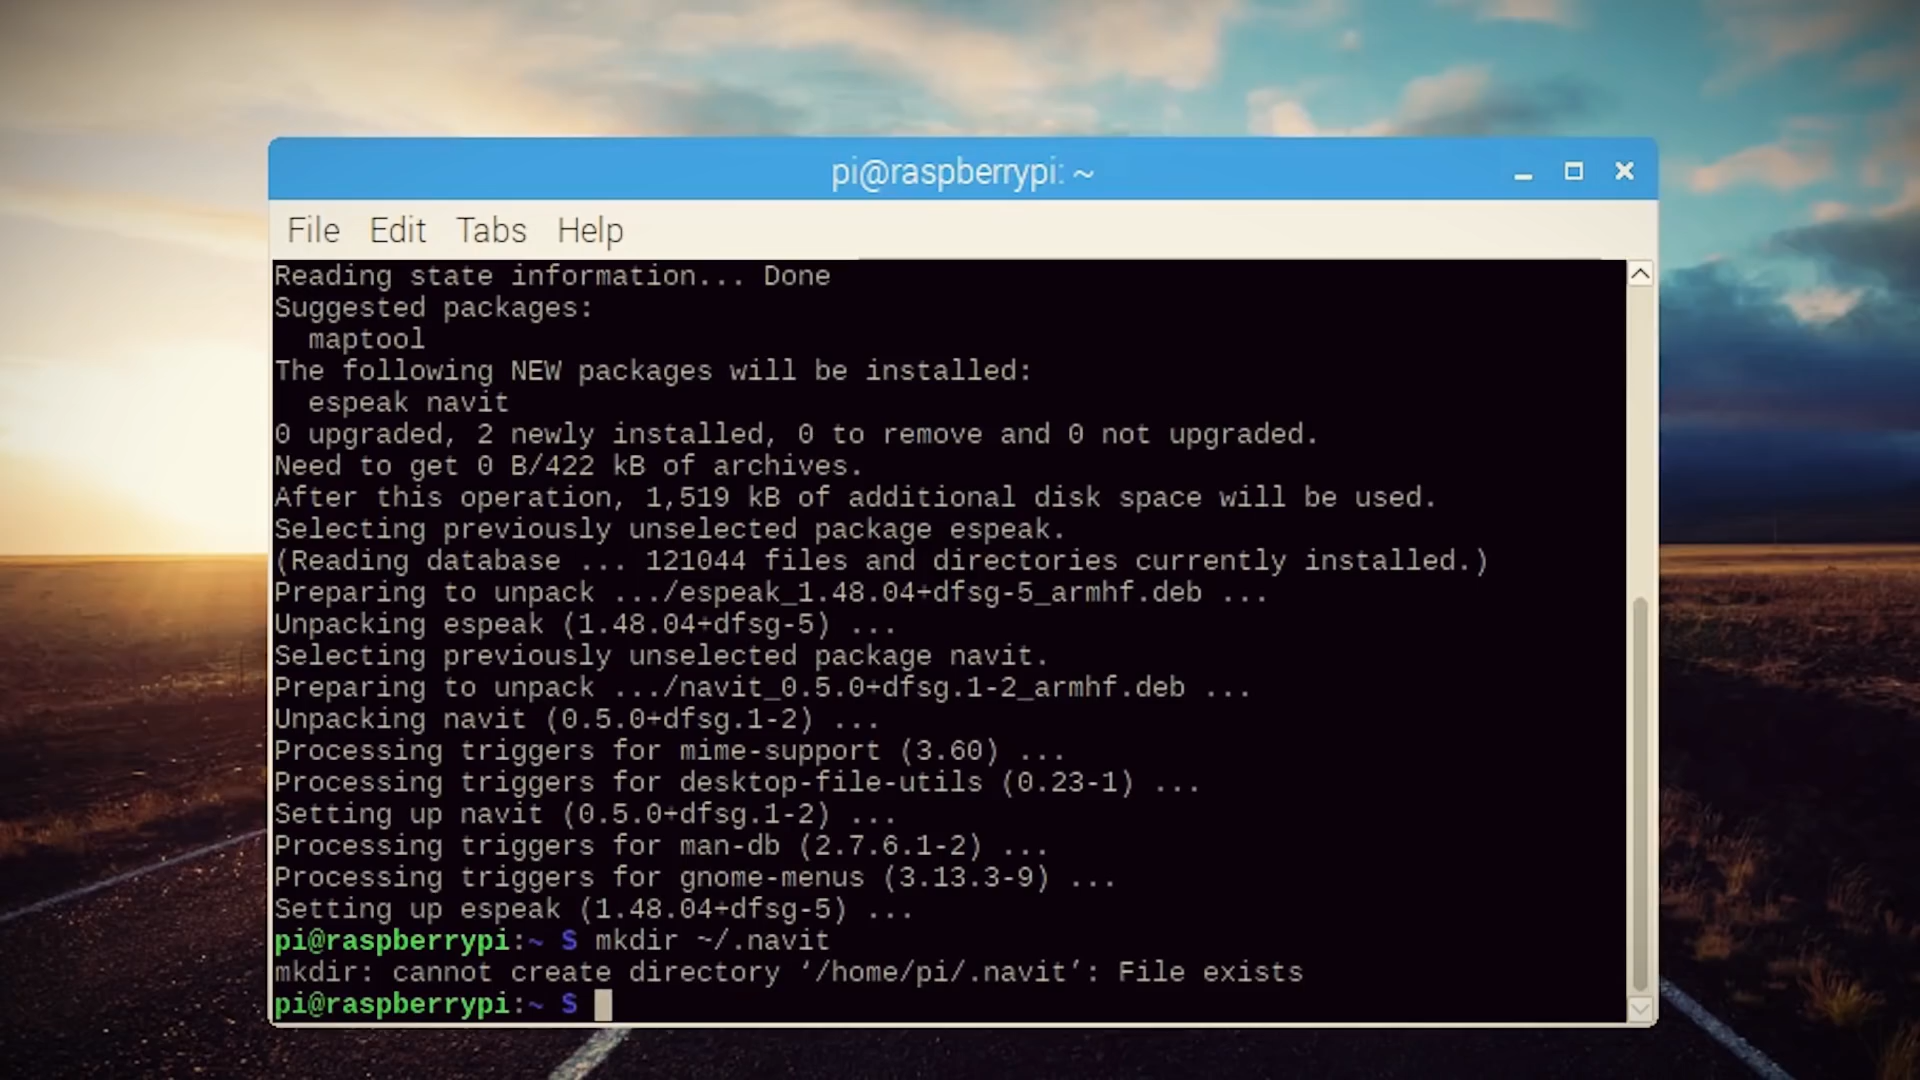 pi@raspberrypi: ~
File Edit Tabs Help
Reading state information... Done
Suggested packages:
  maptool
The following NEW packages will be installed:
  espeak navit
0 upgraded, 2 newly installed, 0 to remove and 0 not upgraded.
Need to get 0 B/422 kB of archives.
After this operation, 1,519 kB of additional disk space will be used.
Selecting previously unselected package espeak.
(Reading database ... 121044 files and directories currently installed.)
Preparing to unpack .../espeak_1.48.04+dfsg-5_armhf.deb ...
Unpacking espeak (1.48.04+dfsg-5) ...
Selecting previously unselected package navit.
Preparing to unpack .../navit_0.5.0+dfsg.1-2_armhf.deb ...
Unpacking navit (0.5.0+dfsg.1-2) ...
Processing triggers for mime-support (3.60) ...
Processing triggers for desktop-file-utils (0.23-1) ...
Setting up navit (0.5.0+dfsg.1-2) ...
Processing triggers for man-db (2.7.6.1-2) ...
Processing triggers for gnome-menus (3.13.3-9) ...
Setting up espeak (1.48.04+dfsg-5) ...
pi@raspberrypi:~ $ mkdir ~/.navit
mkdir: cannot create directory ‘/home/pi/.navit’: File exists
pi@raspberrypi:~ $